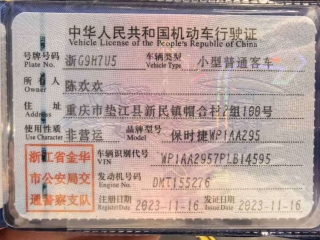 中华人民共和国机动车行驶证
Vehicle License of the People's Republic of China
号牌号码 浙G9H7U5 车辆类型 小型普通客车
Plate No. Vehicle Type
所有人 陈欢欢
Owner
住址 重庆市垫江县新民镇帽合村2组188号
Address
使用性质 非营运 品牌型号 保时捷WP1AA295
Use Character Model
浙江省金华
市公安局交
通警察支队
车辆识别代号 WP1AA2957PLB14595
VIN
发动机号码 DMT155276
Engine No.
注册日期 2023-11-16 发证日期 2023-11-16
Register Date Issue Date